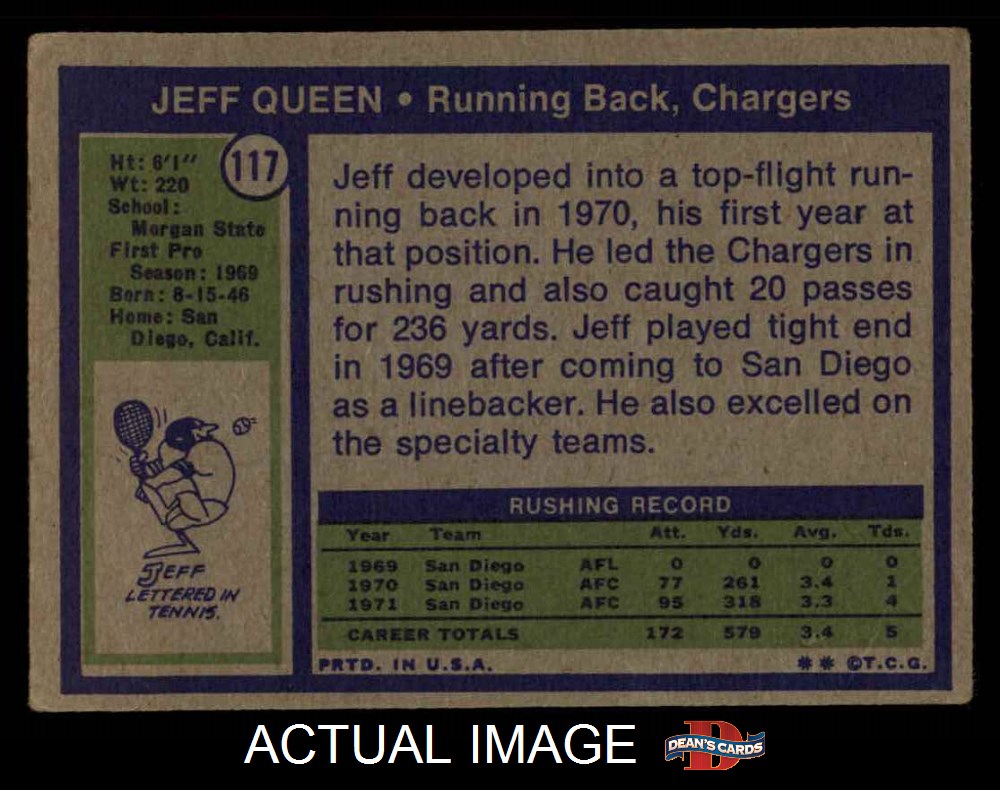 JEFF QUEEN • Running Back, Chargers
117
Ht: 6'1"
Wt: 220
School:
Morgan State
First Pro
Season: 1969
Born: 8-15-46
Home: San
Diego, Calif.
JEFF
LETTERED IN
TENNIS.
Jeff developed into a top-flight run-
ning back in 1970, his first year at
that position. He led the Chargers in
rushing and also caught 20 passes
for 236 yards. Jeff played tight end
in 1969 after coming to San Diego
as a linebacker. He also excelled on
the specialty teams.
RUSHING RECORD
Year Team Att. Yds. Avg. Tds.
1969 San Diego AFL 0 0 0 0
1970 San Diego AFC 77 261 3.4 1
1971 San Diego AFC 95 318 3.3 4
CAREER TOTALS 172 579 3.4 5
PRTD. IN U.S.A. ** ©T.C.G.
ACTUAL IMAGE
D
DEAN'S CARDS